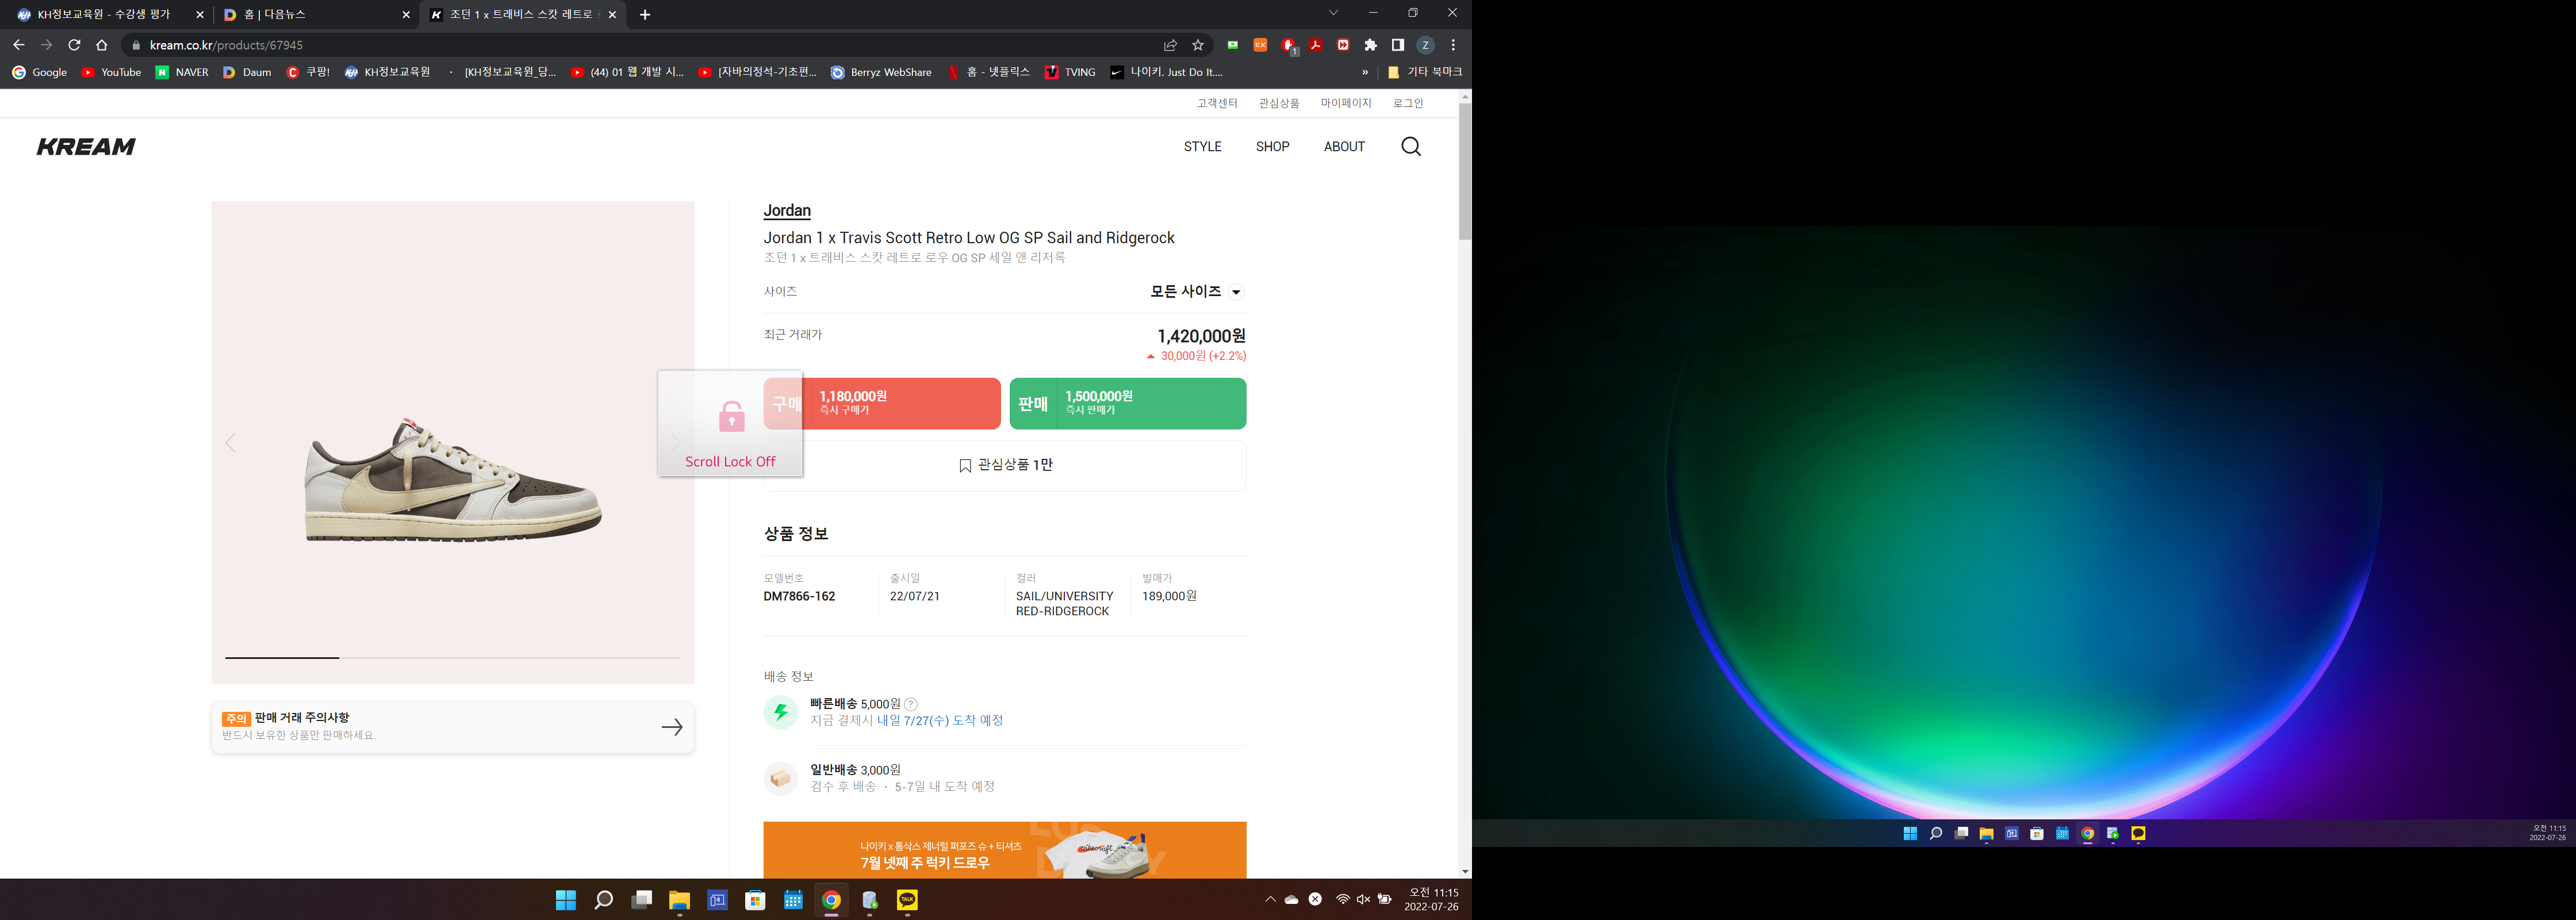 KH정보교육원 - 수강생 평가
홈 | 다음뉴스
조던 1 x 트래비스 스캇 레트로
kream.co.kr/products/67945
EX
1
Z
Google
YouTube
NAVER
Daum
쿠팡!
KH정보교육원
[KH정보교육원_당...
(44) 01 웹 개발 시...
[자바의정석-기초편...
Berryz WebShare
홈 - 넷플릭스
TVING
나이키. Just Do It....
»
기타 북마크
고객센터
관심상품
마이페이지
로그인
KREAM
STYLE
SHOP
ABOUT
Jordan
Jordan 1 x Travis Scott Retro Low OG SP Sail and Ridgerock
조던 1 x 트래비스 스캇 레트로 로우 OG SP 세일 앤 리저록
사이즈
모든 사이즈
최근 거래가
1,420,000원
30,000원 (+2.2%)
구매
1,180,000원
즉시 구매가
판매
1,500,000원
즉시 판매가
Scroll Lock Off
관심상품 1만
상품 정보
모델번호
DM7866-162
출시일
22/07/21
컬러
SAIL/UNIVERSITY
RED-RIDGEROCK
발매가
189,000원
주의 판매 거래 주의사항
반드시 보유한 상품만 판매하세요.
배송 정보
빠른배송 5,000원 ?
지금 결제시 내일 7/27(수) 도착 예정
일반배송 3,000원
검수 후 배송 ・ 5-7일 내 도착 예정
나이키 x 톰삭스 제너럴 퍼포즈 슈 + 티셔츠
7월 넷째 주 럭키 드로우
TALK
오전 11:15
2022-07-26
오전 11:15
2022-07-26